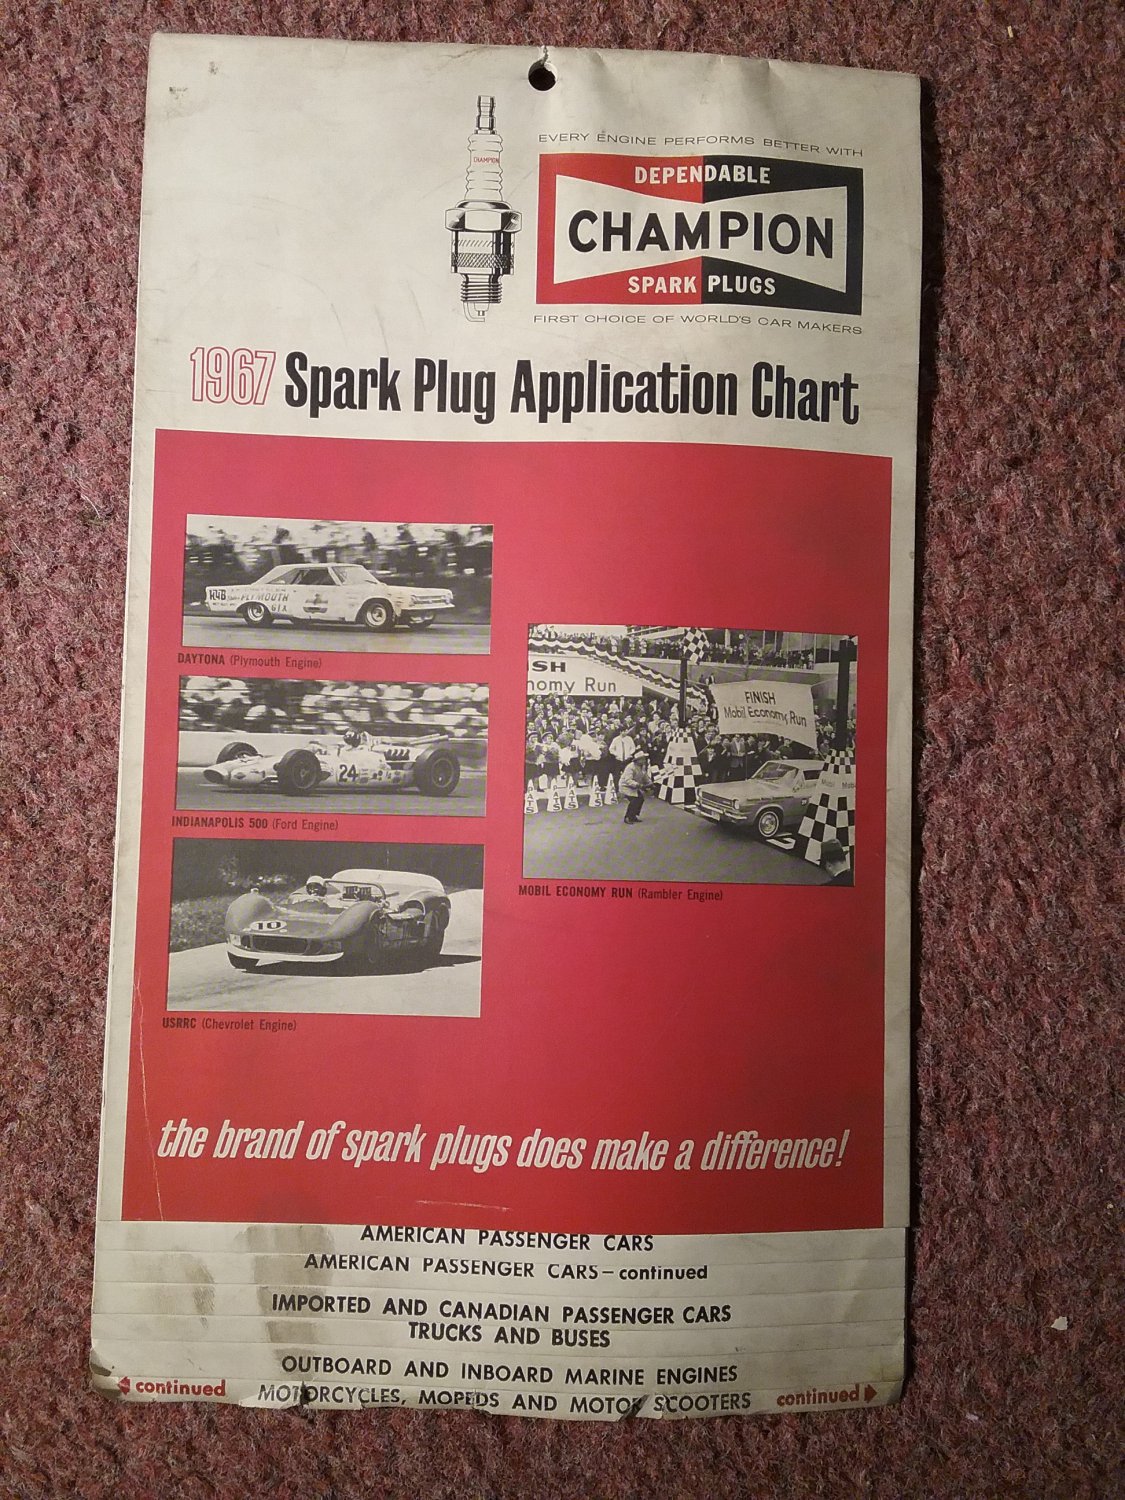 CHAMPION
EVERY ENGINE PERFORMS BETTER WITH
DEPENDABLE
CHAMPION
SPARK PLUGS
FIRST CHOICE OF WORLD'S CAR MAKERS
1967 Spark Plug Application Chart
PLYMOUTH
GTX
DAYTONA (Plymouth Engine)
24
INDIANAPOLIS 500 (Ford Engine)
10
USRRC (Chevrolet Engine)
ISH
nomy Run
FINISH
Mobil Economy Run
MOBIL ECONOMY RUN (Rambler Engine)
the brand of spark plugs does make a difference!
AMERICAN PASSENGER CARS
AMERICAN PASSENGER CARS—continued
IMPORTED AND CANADIAN PASSENGER CARS
TRUCKS AND BUSES
OUTBOARD AND INBOARD MARINE ENGINES
continued MOTORCYCLES, MOPEDS AND MOTOR SCOOTERS continued